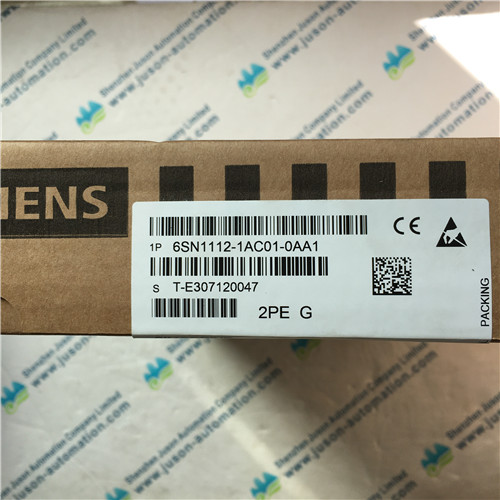 IENS
1P 6SN1112-1AC01-0AA1
S T-E307120047
2PE G
CE
PACKING
Shenzhen Juson Automation Company Limited
www.juson-automation.com